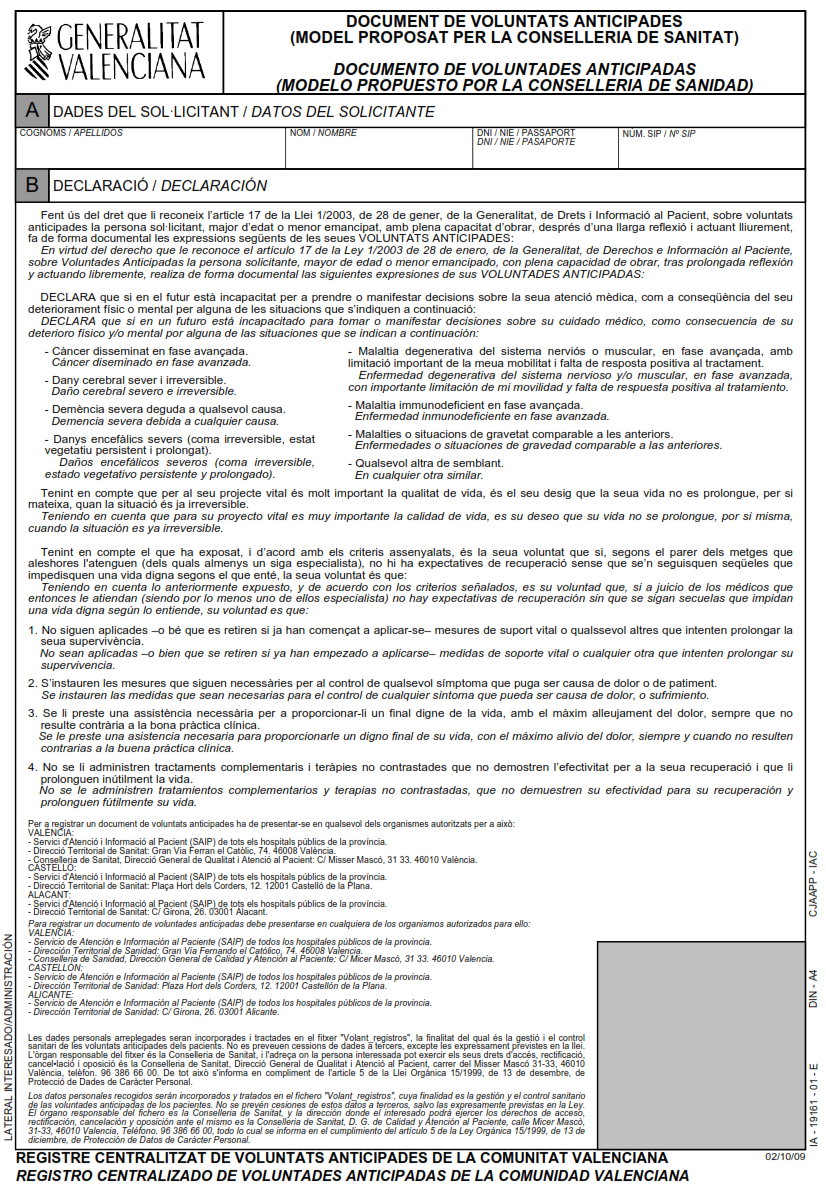 GENERALITAT
VALENCIANA
DOCUMENT DE VOLUNTATS ANTICIPADES
(MODEL PROPOSAT PER LA CONSELLERIA DE SANITAT)
DOCUMENTO DE VOLUNTADES ANTICIPADAS
(MODELO PROPUESTO POR LA CONSELLERIA DE SANIDAD)
A DADES DEL SOL·LICITANT / DATOS DEL SOLICITANTE
COGNOMS / APELLIDOS
NOM / NOMBRE
DNI / NIE / PASSAPORT
DNI / NIE / PASAPORTE
NÚM. SIP / Nº SIP
B DECLARACIÓ / DECLARACIÓN
Fent ús del dret que li reconeix l'article 17 de la Llei 1/2003, de 28 de gener, de la Generalitat, de Drets i Informació al Pacient, sobre voluntats
anticipades la persona sol·licitant, major d'edat o menor emancipat, amb plena capacitat d'obrar, després d'una llarga reflexió i actuant lliurement,
fa de forma documental les expressions següents de les seues VOLUNTATS ANTICIPADES:
En virtud del derecho que le reconoce el artículo 17 de la Ley 1/2003 de 28 de enero, de la Generalitat, de Derechos e Información al Paciente,
sobre Voluntades Anticipadas la persona solicitante, mayor de edad o menor emancipado, con plena capacidad de obrar, tras prolongada reflexión
y actuando libremente, realiza de forma documental las siguientes expresiones de sus VOLUNTADES ANTICIPADAS:
DECLARA que si en el futur està incapacitat per a prendre o manifestar decisions sobre la seua atenció mèdica, com a conseqüència del seu
deteriorament físic o mental per alguna de les situacions que s'indiquen a continuació:
DECLARA que si en un futuro está incapacitado para tomar o manifestar decisiones sobre su cuidado médico, como consecuencia de su
deterioro físico y/o mental por alguna de las situaciones que se indican a continuación:
- Càncer disseminat en fase avançada.
Cáncer diseminado en fase avanzada.
- Dany cerebral sever i irreversible.
Daño cerebral severo e irreversible.
- Demència severa deguda a qualsevol causa.
Demencia severa debida a cualquier causa.
- Danys encefàlics severs (coma irreversible, estat
vegetatiu persistent i prolongat).
Daños encefálicos severos (coma irreversible,
estado vegetativo persistente y prolongado).
- Malaltia degenerativa del sistema nerviós o muscular, en fase avançada, amb
limitació important de la meua mobilitat i falta de resposta positiva al tractament.
Enfermedad degenerativa del sistema nervioso y/o muscular, en fase avanzada,
con importante limitación de mi movilidad y falta de respuesta positiva al tratamiento.
- Malaltia immunodeficient en fase avançada.
Enfermedad inmunodeficiente en fase avanzada.
- Malalties o situacions de gravetat comparable a les anteriors.
Enfermedades o situaciones de gravedad comparable a las anteriores.
- Qualsevol altra de semblant.
En cualquier otra similar.
Tenint en compte que per al seu projecte vital és molt important la qualitat de vida, és el seu desig que la seua vida no es prolongue, per si
mateixa, quan la situació és ja irreversible.
Teniendo en cuenta que para su proyecto vital es muy importante la calidad de vida, es su deseo que su vida no se prolongue, por si misma,
cuando la situación es ya irreversible.
Tenint en compte el que ha exposat, i d'acord amb els criteris assenyalats, és la seua voluntat que si, segons el parer dels metges que
aleshores l'atenguen (dels quals almenys un siga especialista), no hi ha expectatives de recuperació sense que se'n seguisquen seqüeles que
impedisquen una vida digna segons el que enté, la seua voluntat és que:
Teniendo en cuenta lo anteriormente expuesto, y de acuerdo con los criterios señalados, es su voluntad que, si a juicio de los médicos que
entonces le atiendan (siendo por lo menos uno de ellos especialista) no hay expectativas de recuperación sin que se sigan secuelas que impidan
una vida digna según lo entiende, su voluntad es que:
1. No siguen aplicades –o bé que es retiren si ja han començat a aplicar-se– mesures de suport vital o qualssevol altres que intenten prolongar la
seua supervivència.
No sean aplicadas –o bien que se retiren si ya han empezado a aplicarse– medidas de soporte vital o cualquier otra que intenten prolongar su
supervivencia.
2. S'instauren les mesures que siguen necessàries per al control de qualsevol símptoma que puga ser causa de dolor o de patiment.
Se instauren las medidas que sean necesarias para el control de cualquier síntoma que pueda ser causa de dolor, o sufrimiento.
3. Se li preste una assistència necessària per a proporcionar-li un final digne de la vida, amb el màxim alleujament del dolor, sempre que no
resulte contrària a la bona pràctica clínica.
Se le preste una asistencia necesaria para proporcionarle un digno final de su vida, con el máximo alivio del dolor, siempre y cuando no resulten
contrarias a la buena práctica clínica.
4. No se li administren tractaments complementaris i teràpies no contrastades que no demostren l'efectivitat per a la seua recuperació i que li
prolonguen inútilment la vida.
No se le administren tratamientos complementarios y terapias no contrastadas, que no demuestren su efectividad para su recuperación y
prolonguen fútilmente su vida.
Per a registrar un document de voluntats anticipades ha de presentar-se en qualsevol dels organismes autoritzats per a això:
VALÈNCIA:
- Servici d'Atenció i Informació al Pacient (SAIP) de tots els hospitals públics de la província.
- Direcció Territorial de Sanitat: Gran Via Ferran el Catòlic, 74. 46008 València.
- Conselleria de Sanitat, Direcció General de Qualitat i Atenció al Pacient: C/ Misser Mascó, 31 33. 46010 València.
CASTELLÓ:
- Servici d'Atenció i Informació al Pacient (SAIP) de tots els hospitals públics de la província.
- Direcció Territorial de Sanitat: Plaça Hort dels Corders, 12. 12001 Castelló de la Plana.
ALACANT:
- Servici d'Atenció i Informació al Pacient (SAIP) de tots els hospitals públics de la província.
- Direcció Territorial de Sanitat: C/ Girona, 26. 03001 Alacant.
Para registrar un documento de voluntades anticipadas debe presentarse en cualquiera de los organismos autorizados para ello:
VALENCIA:
- Servicio de Atención e Información al Paciente (SAIP) de todos los hospitales públicos de la provincia.
- Dirección Territorial de Sanidad: Gran Vía Fernando el Católico, 74. 46008 Valencia.
- Conselleria de Sanidad, Dirección General de Calidad y Atención al Paciente: C/ Micer Mascó, 31 33. 46010 Valencia.
CASTELLÓN:
- Servicio de Atención e Información al Paciente (SAIP) de todos los hospitales públicos de la provincia.
- Dirección Territorial de Sanidad: Plaza Hort dels Corders, 12. 12001 Castellón de la Plana.
ALICANTE:
- Servicio de Atención e Información al Paciente (SAIP) de todos los hospitales públicos de la provincia.
- Dirección Territorial de Sanidad: C/ Girona, 26. 03001 Alicante.
Les dades personals arreplegades seran incorporades i tractades en el fitxer "Volant_registros", la finalitat del qual és la gestió i el control
sanitari de les voluntats anticipades dels pacients. No es preveuen cessions de dades a tercers, excepte les expressament previstes en la llei.
L'òrgan responsable del fitxer és la Conselleria de Sanitat, i l'adreça on la persona interessada pot exercir els seus drets d'accés, rectificació,
cancel•lació i oposició és la Conselleria de Sanitat, Direcció General de Qualitat i Atenció al Pacient, carrer del Misser Mascó 31-33, 46010
València, telèfon. 96 386 66 00. De tot això s'informa en compliment de l'article 5 de la Llei Orgànica 15/1999, de 13 de desembre, de
Protecció de Dades de Caràcter Personal.
Los datos personales recogidos serán incorporados y tratados en el fichero "Volant_registros", cuya finalidad es la gestión y el control sanitario
de las voluntades anticipadas de los pacientes. No se prevén cesiones de estos datos a terceros, salvo las expresamente previstas en la Ley.
El órgano responsable del fichero es la Conselleria de Sanitat, y la dirección donde el interesado podrá ejercer los derechos de acceso,
rectificación, cancelación y oposición ante el mismo es la Conselleria de Sanitat, D. G. de Calidad y Atención al Paciente, calle Micer Mascó,
31-33, 46010 Valencia, Teléfono. 96 386 66 00, todo lo cual se informa en el cumplimiento del artículo 5 de la Ley Orgánica 15/1999, de 13 de
diciembre, de Protección de Datos de Carácter Personal.
LATERAL INTERESADO/ADMINISTRACIÓN
CJAAPP - IAC
DIN - A4
IA - 19161 - 01 - E
REGISTRE CENTRALITZAT DE VOLUNTATS ANTICIPADES DE LA COMUNITAT VALENCIANA
02/10/09
REGISTRO CENTRALIZADO DE VOLUNTADES ANTICIPADAS DE LA COMUNIDAD VALENCIANA